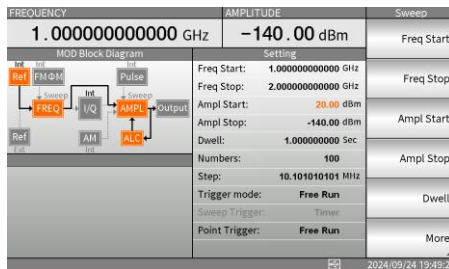 FREQUENCY
1.000000000000 GHz
AMPLITUDE
-140.00 dBm
Sweep
MOD Block Diagram
Int Int Int
Ref FMΦM Pulse
Sweep Int Sweep
FREQ I/Q AMPL Output
Ref AM ALC
Ext Int
Setting
Freq Start: 1.000000000000 GHz
Freq Stop: 2.000000000000 GHz
Ampl Start: 20.00 dBm
Ampl Stop: -140.00 dBm
Dwell: 1.000000000 Sec
Numbers: 100
Step: 10.101010101 MHz
Trigger mode: Free Run
Sweep Trigger: Timer
Point Trigger: Free Run
Freq Start
Freq Stop
Ampl Start
Ampl Stop
Dwell
More
2024/09/24 19:49:2